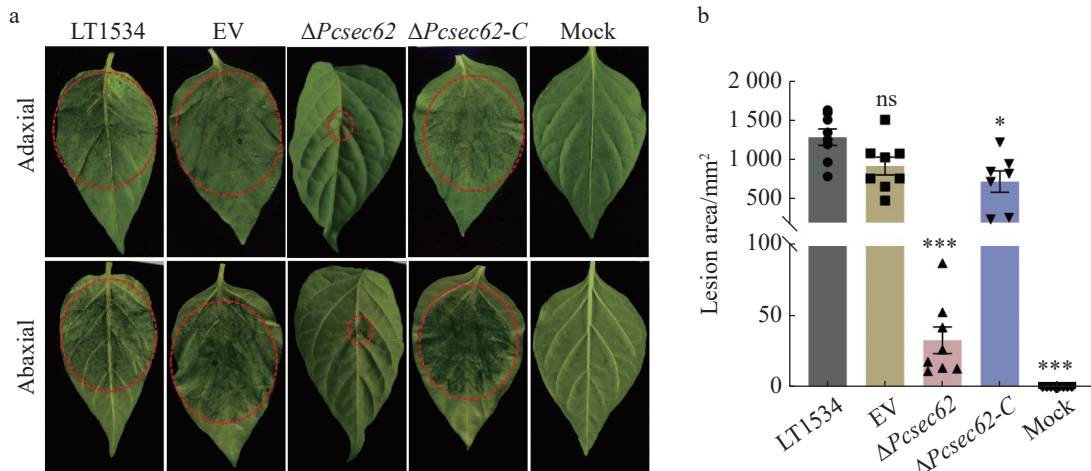 a
LT1534 EV ΔPcsec62 ΔPcsec62-C Mock
Adaxial
Abaxial
b
Lesion area/mm²
2 000
1 500
1 000
500
100
50
0
ns
*
***
***
LT1534 EV ΔPcsec62 ΔPcsec62-C Mock